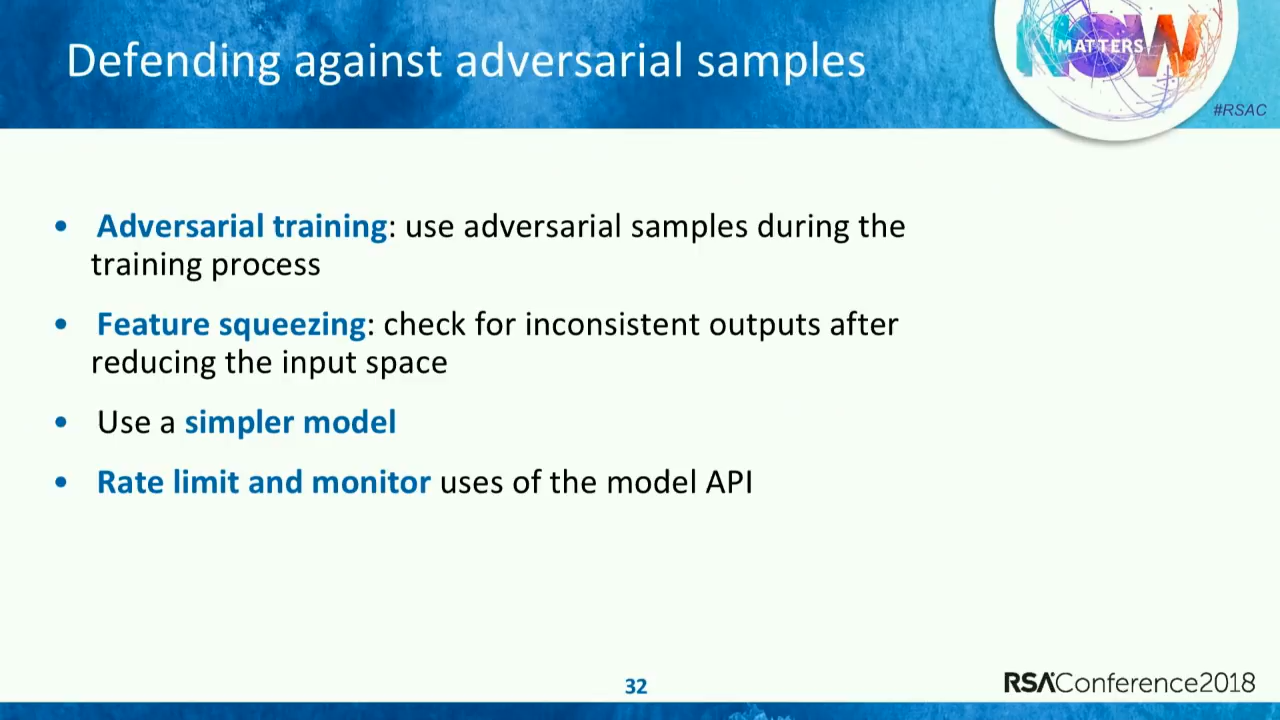 Defending against adversarial samples
NOW
MATTERS
#RSAC
• Adversarial training: use adversarial samples during the
training process
• Feature squeezing: check for inconsistent outputs after
reducing the input space
• Use a simpler model
• Rate limit and monitor uses of the model API
32
RSAConference2018